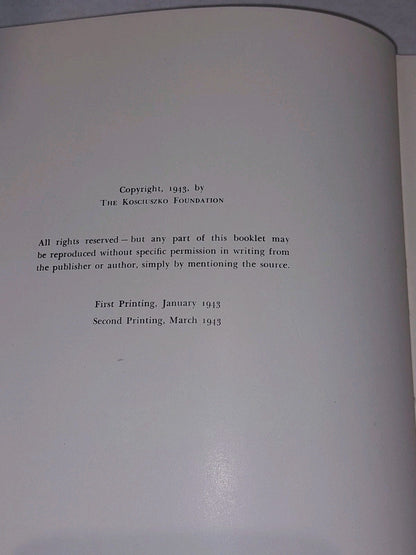 Copyright, 1943, by
THE KOSCIUSZKO FOUNDATION
All rights reserved — but any part of this booklet may
be reproduced without specific permission in writing from
the publisher or author, simply by mentioning the source.
First Printing, January 1943
Second Printing, March 1943